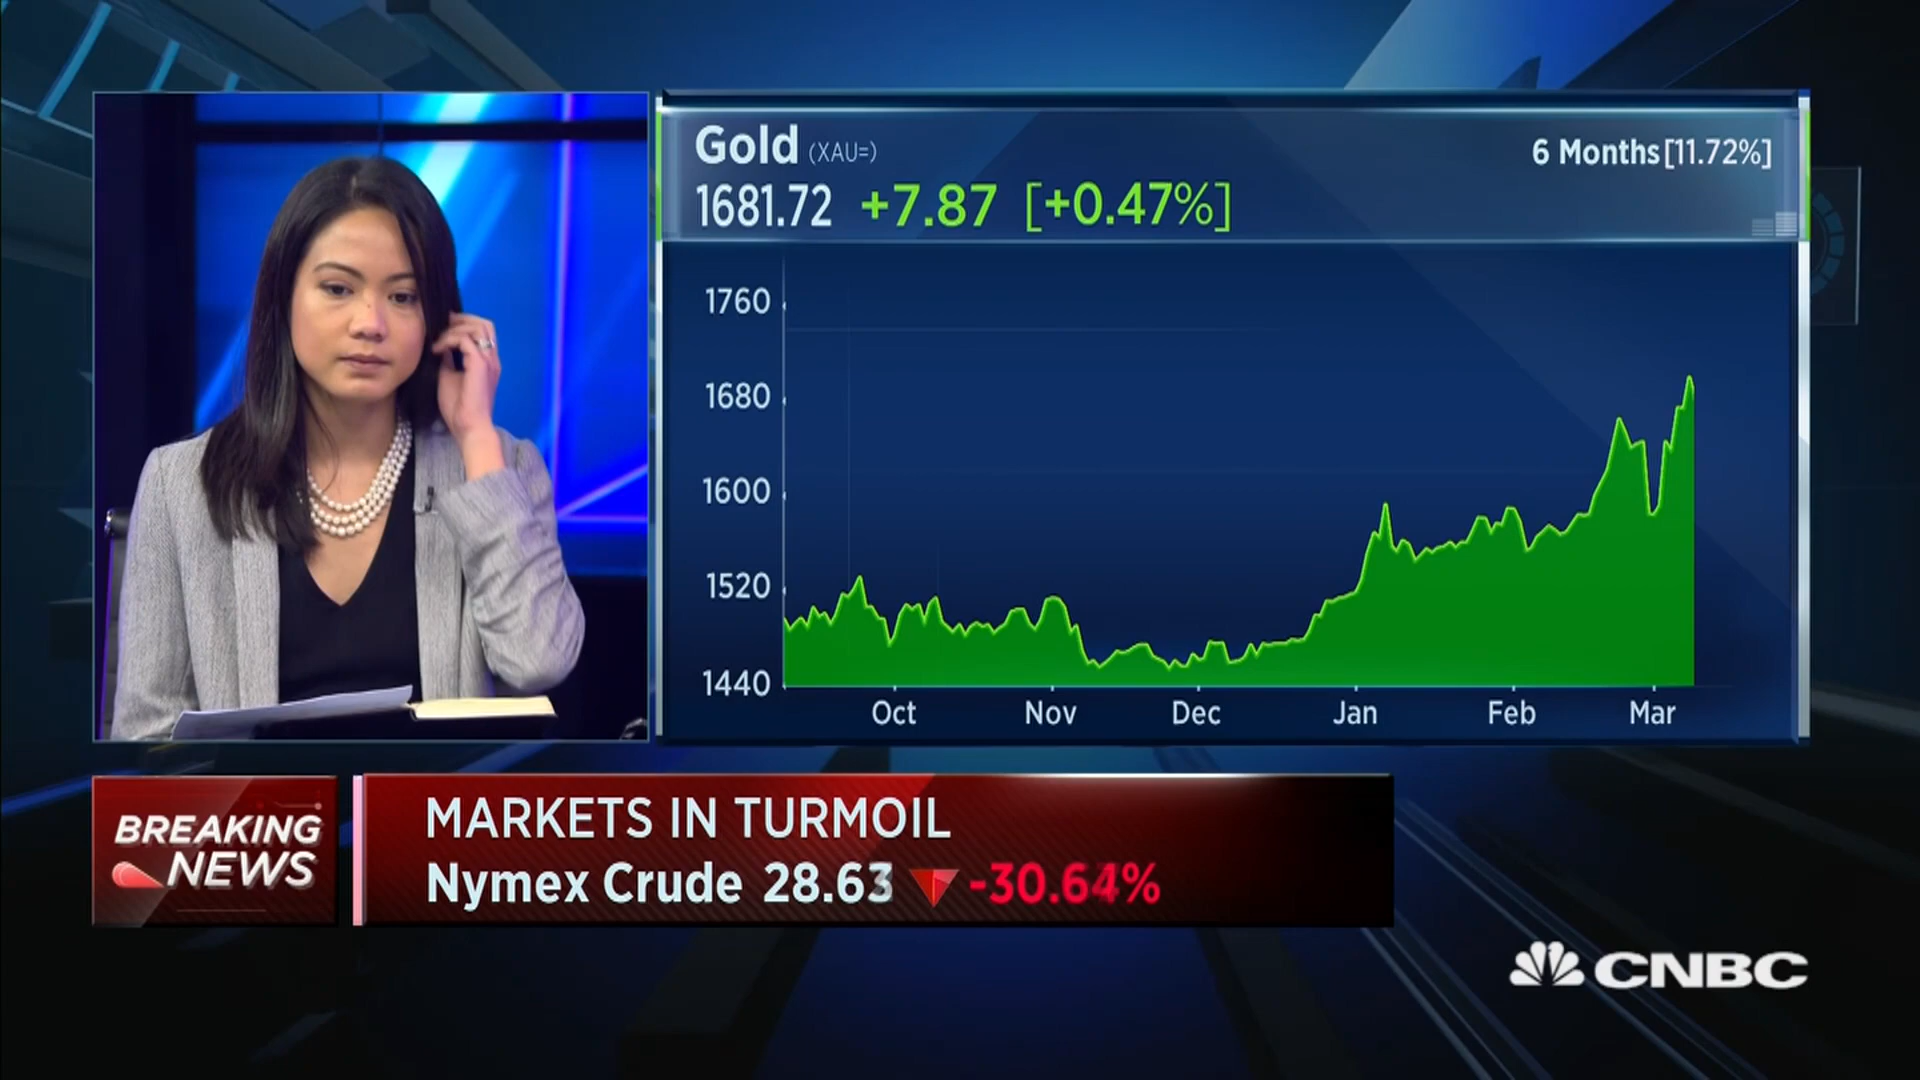 Gold (XAU=)
6 Months [11.72%]
1681.72 +7.87 [+0.47%]
1760
1680
1600
1520
1440
Oct Nov Dec Jan Feb Mar
BREAKING
NEWS
MARKETS IN TURMOIL
Nymex Crude 28.63 ▼ -30.64%
CNBC